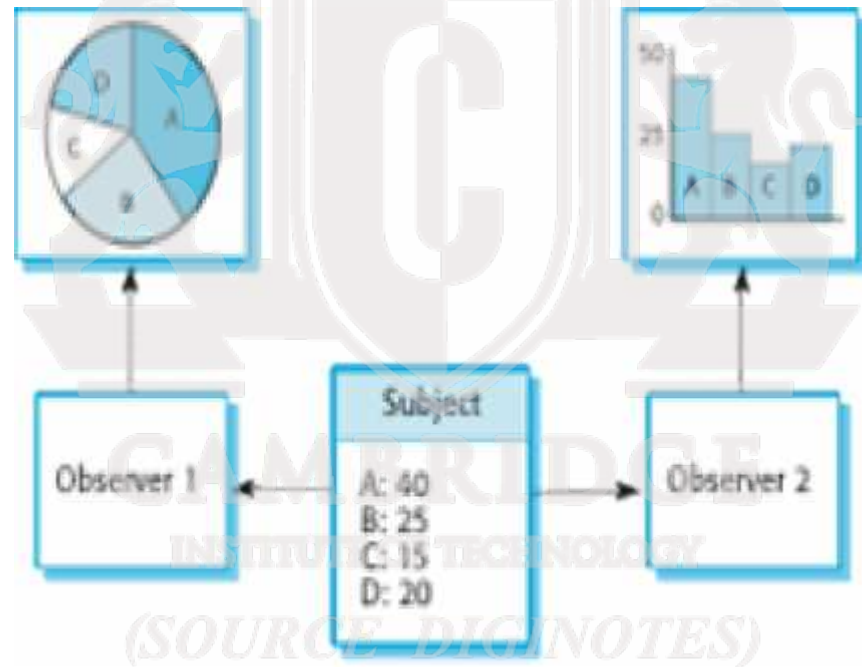 D
A
C
B
50
25
0
A B C D
Subject
A: 40
B: 25
C: 15
D: 20
Observer 1
Observer 2
CAMBRIDGE
INSTITUTE OF TECHNOLOGY
(SOURCE DIGINOTES)